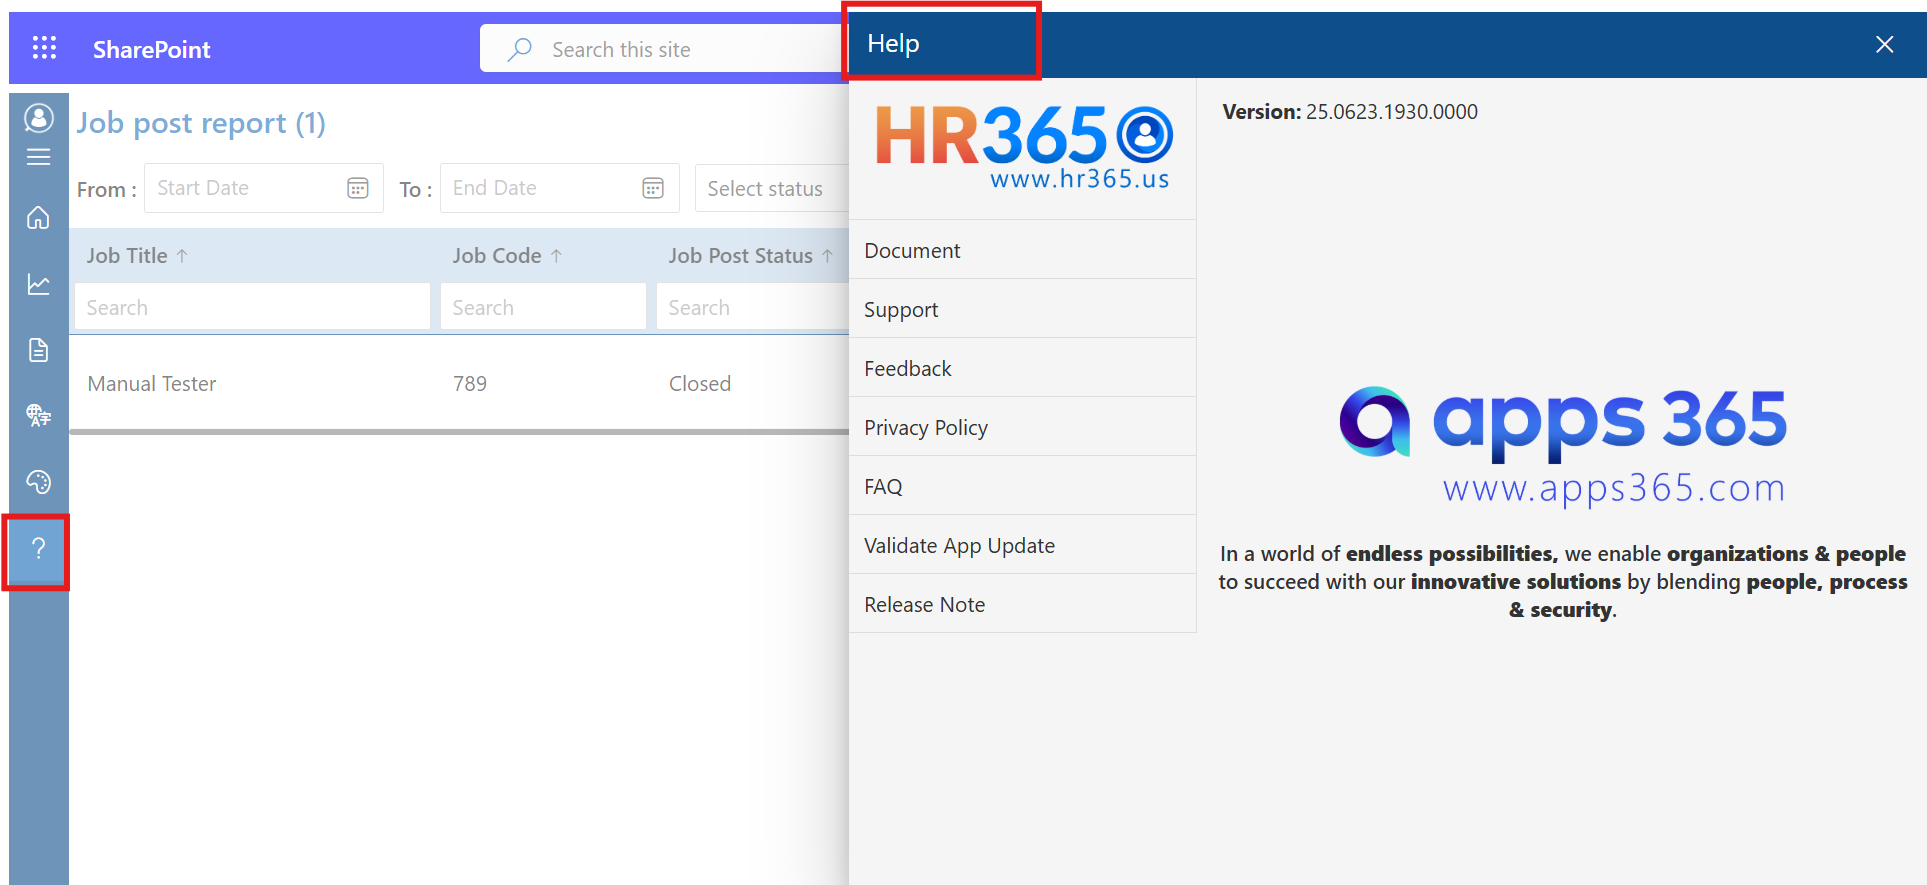 SharePoint
Search this site
Help
Job post report (1)
From :
Start Date
To :
End Date
Select status
Job Title ↑
Job Code ↑
Job Post Status ↑
Search
Search
Search
Manual Tester
789
Closed
A字
?
HR365
www.hr365.us
Document
Support
Feedback
Privacy Policy
FAQ
Validate App Update
Release Note
Version: 25.0623.1930.0000
apps 365
www.apps365.com
In a world of endless possibilities, we enable organizations & people
to succeed with our innovative solutions by blending people, process
& security.